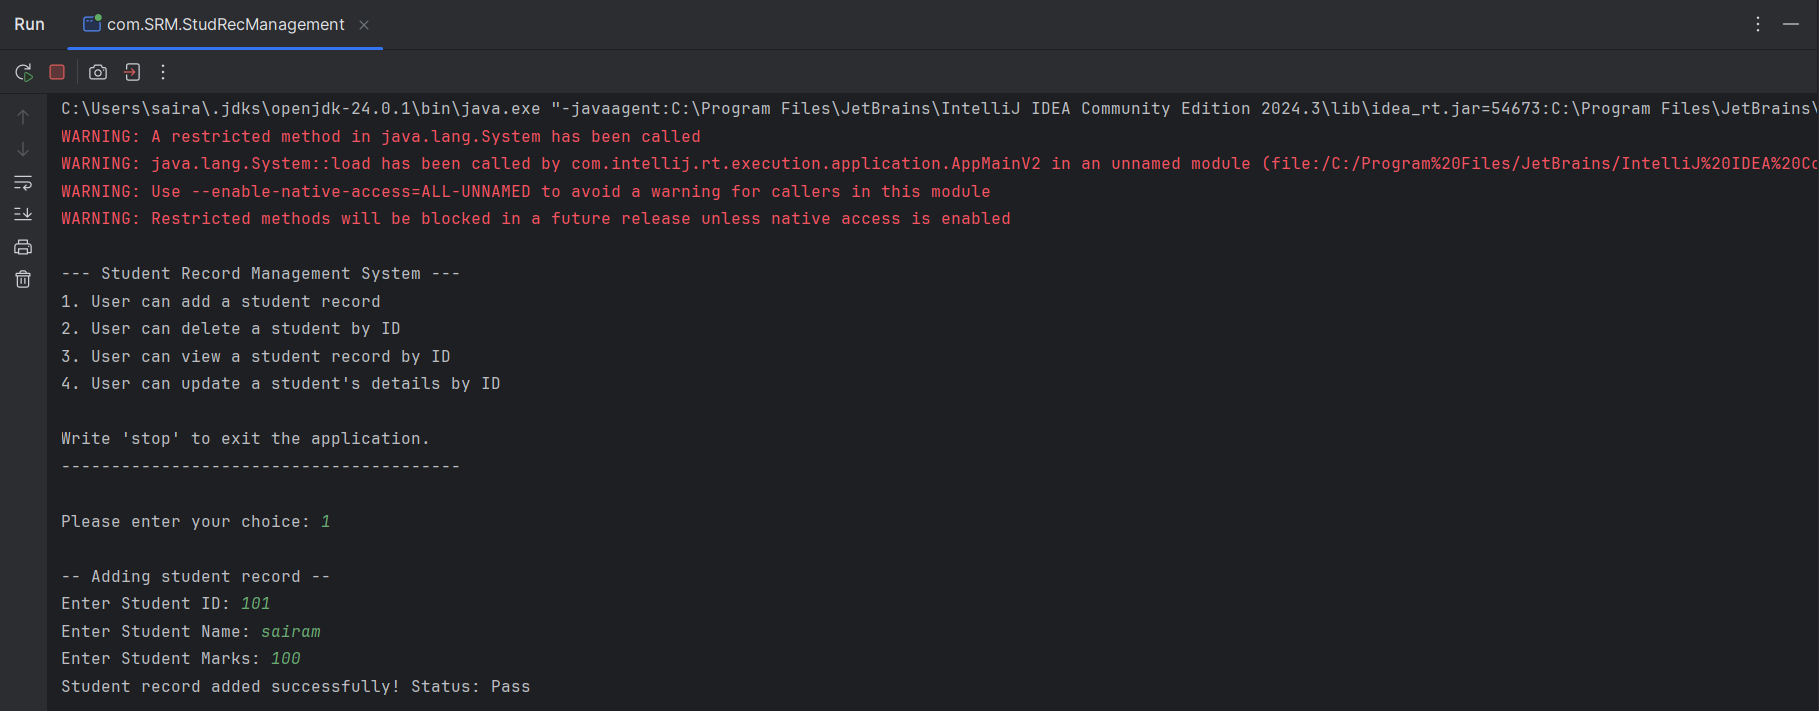 Run com.SRM.StudRecManagement
C:\Users\saira\.jdks\openjdk-24.0.1\bin\java.exe "-javaagent:C:\Program Files\JetBrains\IntelliJ IDEA Community Edition 2024.3\lib\idea_rt.jar=54673:C:\Program Files\JetBrains\
WARNING: A restricted method in java.lang.System has been called
WARNING: java.lang.System::load has been called by com.intellij.rt.execution.application.AppMainV2 in an unnamed module (file:/C:/Program%20Files/JetBrains/IntelliJ%20IDEA%20Co
WARNING: Use --enable-native-access=ALL-UNNAMED to avoid a warning for callers in this module
WARNING: Restricted methods will be blocked in a future release unless native access is enabled
--- Student Record Management System ---
1. User can add a student record
2. User can delete a student by ID
3. User can view a student record by ID
4. User can update a student's details by ID
Write 'stop' to exit the application.
----------------------------------------
Please enter your choice: 1
-- Adding student record --
Enter Student ID: 101
Enter Student Name: sairam
Enter Student Marks: 100
Student record added successfully! Status: Pass